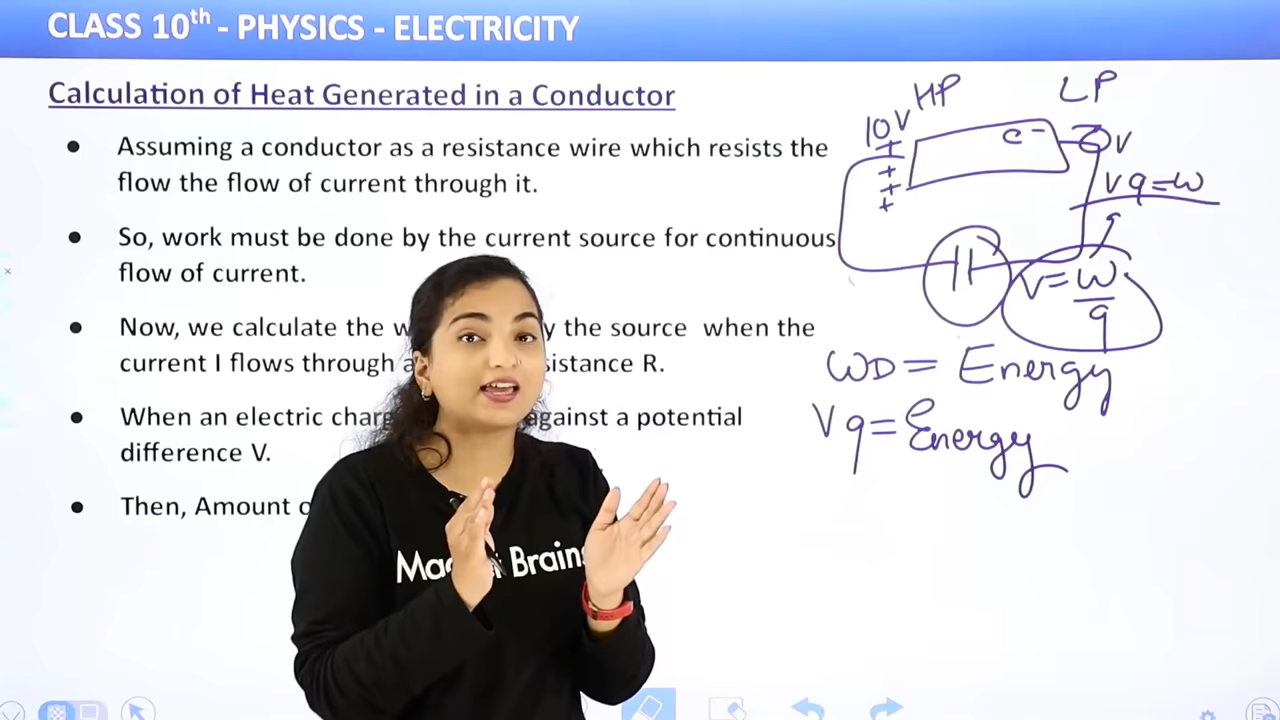 CLASS 10th - PHYSICS - ELECTRICITY
Calculation of Heat Generated in a Conductor
● Assuming a conductor as a resistance wire which resists the
flow the flow of current through it.
● So, work must be done by the current source for continuous
flow of current.
● Now, we calculate the w y the source when the
current I flows through a sistance R.
● When an electric charg against a potential
difference V.
● Then, Amount o
HP
LP
10V
e-
V
+
+
+
+
Vq=W
V=W/q
WD = Energy
Vq=Energy
Brains